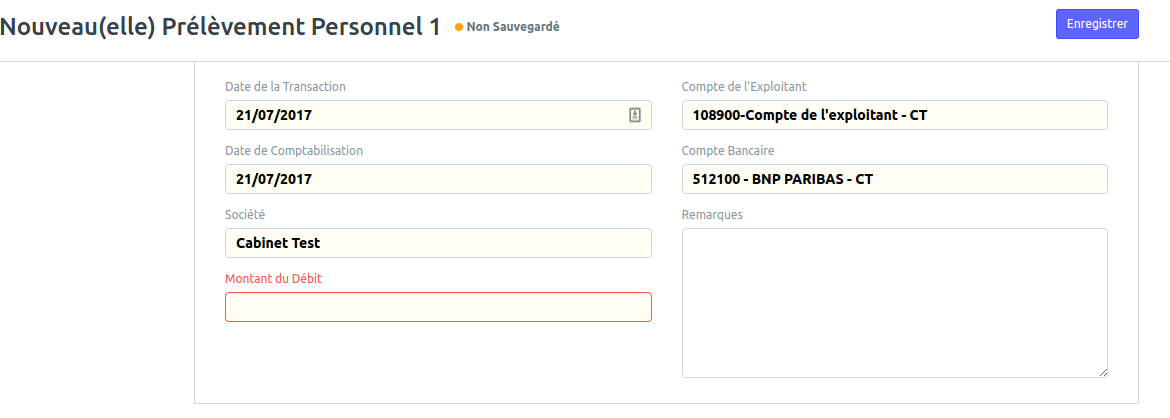 Nouveau(elle) Prélèvement Personnel 1
Non Sauvegardé
Enregistrer
Date de la Transaction
21/07/2017
Date de Comptabilisation
21/07/2017
Société
Cabinet Test
Montant du Débit
Compte de l'Exploitant
108900-Compte de l'exploitant - CT
Compte Bancaire
512100 - BNP PARIBAS - CT
Remarques